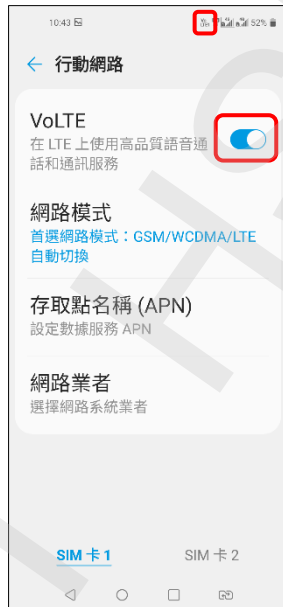 10:43
52%
行動網路
VoLTE
在 LTE 上使用高品質語音通
話和通訊服務
網路模式
首選網路模式：GSM/WCDMA/LTE
自動切換
存取點名稱 (APN)
設定數據服務 APN
網路業者
選擇網路系統業者
SIM 卡 1
SIM 卡 2